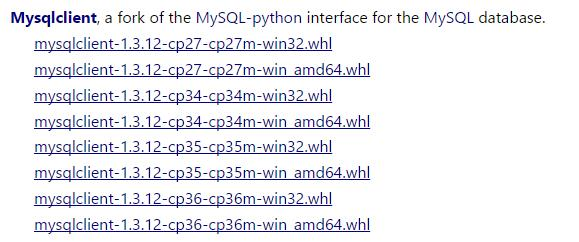 Mysqlclient, a fork of the MySQL-python interface for the MySQL database.
mysqlclient-1.3.12-cp27-cp27m-win32.whl
mysqlclient-1.3.12-cp27-cp27m-win_amd64.whl
mysqlclient-1.3.12-cp34-cp34m-win32.whl
mysqlclient-1.3.12-cp34-cp34m-win_amd64.whl
mysqlclient-1.3.12-cp35-cp35m-win32.whl
mysqlclient-1.3.12-cp35-cp35m-win_amd64.whl
mysqlclient-1.3.12-cp36-cp36m-win32.whl
mysqlclient-1.3.12-cp36-cp36m-win_amd64.whl